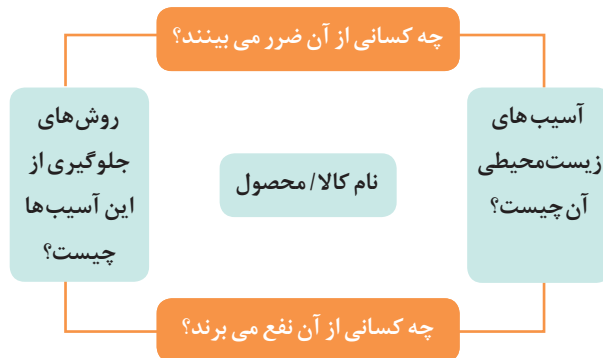 چه کسانی از آن ضرر می بینند؟
آسیب‌های
زیست‌محیطی
آن چیست؟
نام کالا/ محصول
روش‌های
جلوگیری از
این آسیب‌ها
چیست؟
چه کسانی از آن نفع می برند؟